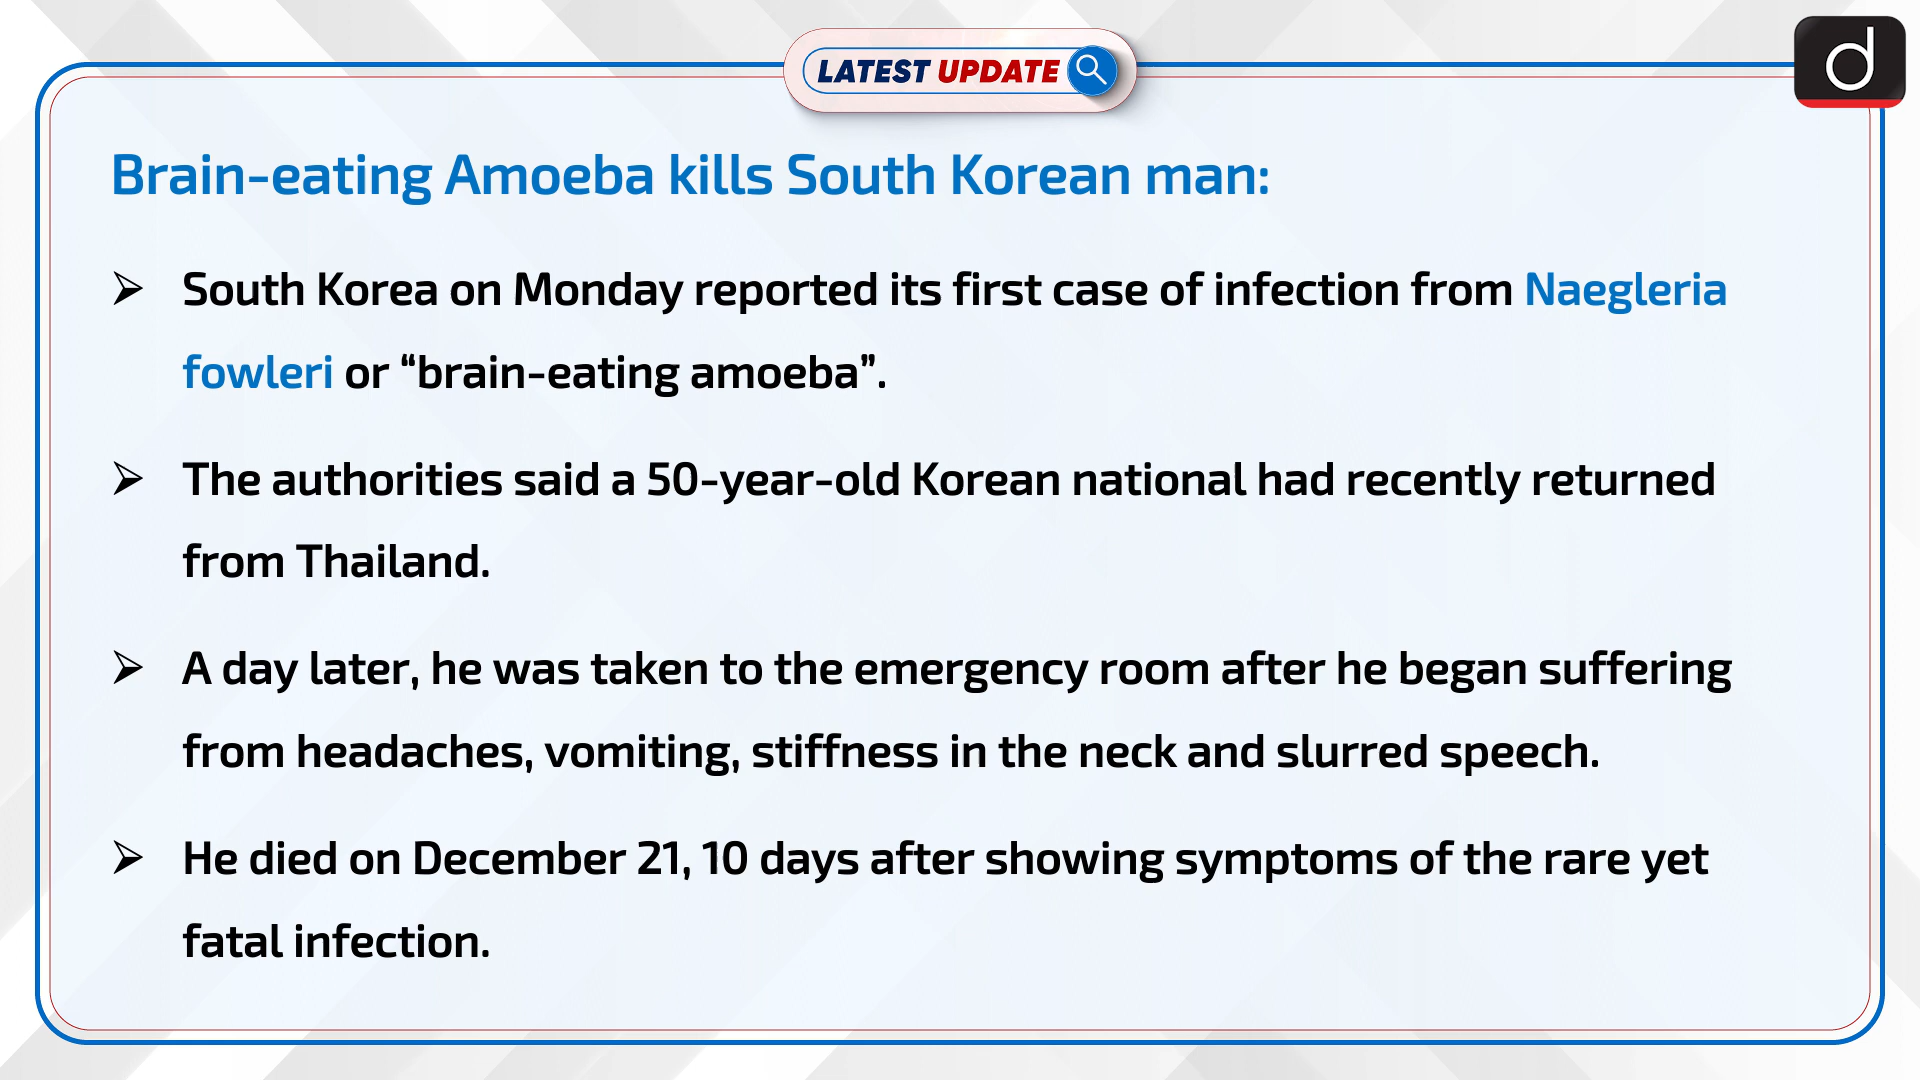 LATEST UPDATE
d
Brain-eating Amoeba kills South Korean man:
➢ South Korea on Monday reported its first case of infection from Naegleria
fowleri or “brain-eating amoeba”.
➢ The authorities said a 50-year-old Korean national had recently returned
from Thailand.
➢ A day later, he was taken to the emergency room after he began suffering
from headaches, vomiting, stiffness in the neck and slurred speech.
➢ He died on December 21, 10 days after showing symptoms of the rare yet
fatal infection.